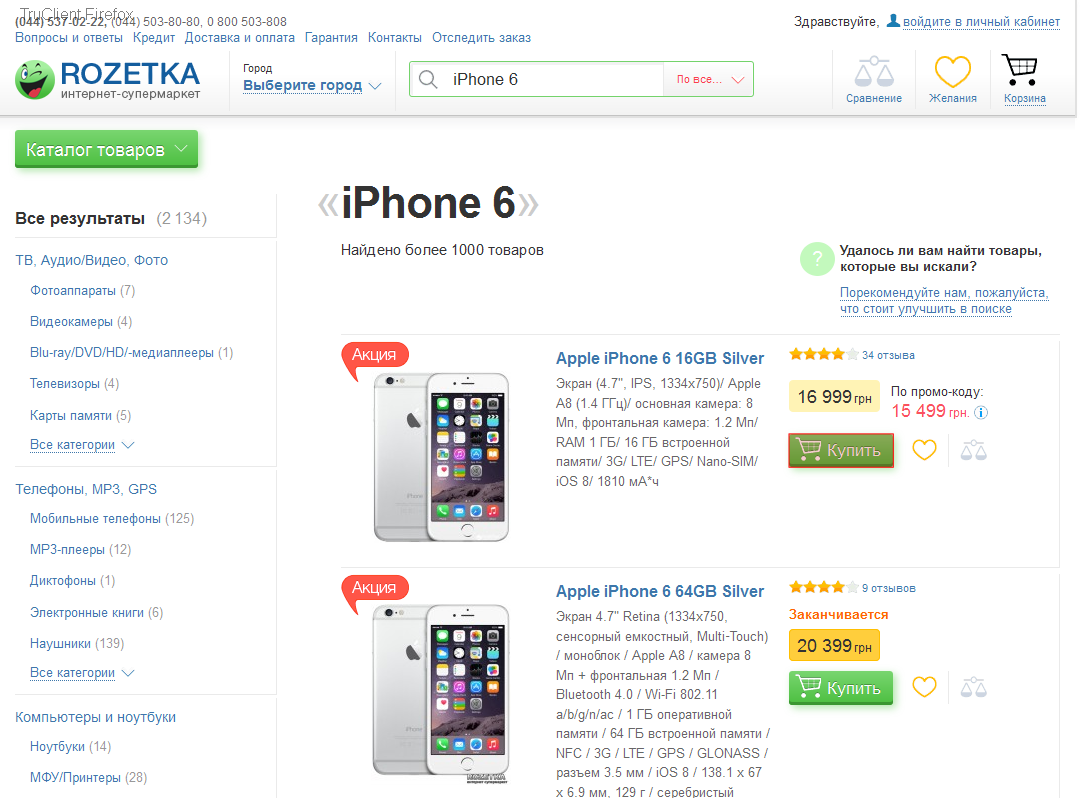 TruClient Firefox
(044) 537-02-22, (044) 503-80-80, 0 800 503-808
Здравствуйте, войдите в личный кабинет
Вопросы и ответы Кредит Доставка и оплата Гарантия Контакты Отследить заказ
ROZETKA
интернет-супермаркет
Город
Выберите город
iPhone 6
По все...
Сравнение
Желания
Корзина
Каталог товаров
Все результаты (2 134)
ТВ, Аудио/Видео, Фото
Фотоаппараты (7)
Видеокамеры (4)
Blu-ray/DVD/HD/-медиаплееры (1)
Телевизоры (4)
Карты памяти (5)
Все категории
Телефоны, MP3, GPS
Мобильные телефоны (125)
MP3-плееры (12)
Диктофоны (1)
Электронные книги (6)
Наушники (139)
Все категории
Компьютеры и ноутбуки
Ноутбуки (14)
МФУ/Принтеры (28)
«iPhone 6»
Найдено более 1000 товаров
?
Удалось ли вам найти товары,
которые вы искали?
Порекомендуйте нам, пожалуйста,
что стоит улучшить в поиске
Акция
Apple iPhone 6 16GB Silver
Экран (4.7", IPS, 1334x750)/ Apple
A8 (1.4 ГГц)/ основная камера: 8
Мп, фронтальная камера: 1.2 Мп/
RAM 1 ГБ/ 16 ГБ встроенной
памяти/ 3G/ LTE/ GPS/ Nano-SIM/
iOS 8/ 1810 мА*ч
34 отзыва
16 999 грн
По промо-коду:
15 499 грн. i
Купить
Акция
Apple iPhone 6 64GB Silver
Экран 4.7" Retina (1334x750,
сенсорный емкостный, Multi-Touch)
/ моноблок / Apple A8 / камера 8
Мп + фронтальная 1.2 Мп /
Bluetooth 4.0 / Wi-Fi 802.11
a/b/g/n/ac / 1 ГБ оперативной
памяти / 64 ГБ встроенной памяти /
NFC / 3G / LTE / GPS / GLONASS /
разъем 3.5 мм / iOS 8 / 138.1 x 67
x 6.9 мм, 129 г / серебристый
9 отзывов
Заканчивается
20 399 грн
Купить
ROZETKA